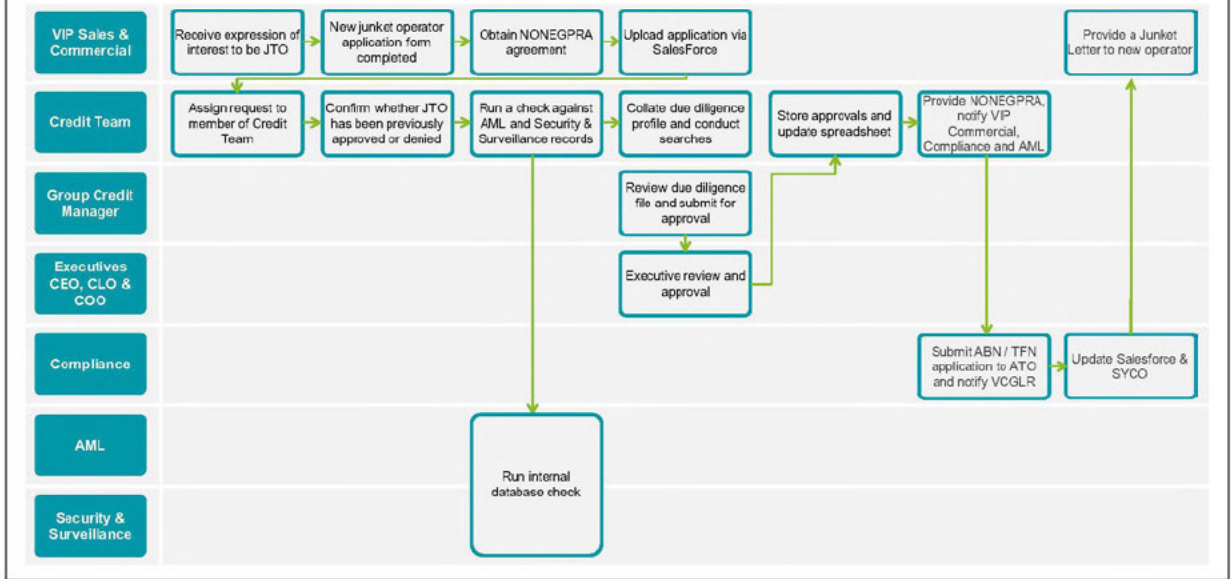 VIP Sales &
Commercial
Receive expression of
interest to be JTO
New junket operator
application form
completed
Obtain NONEGPRA
agreement
Upload application via
SalesForce
Provide a Junket
Letter to new operator
Credit Team
Assign request to
member of Credit
Team
Confirm whether JTO
has been previously
approved or denied
Run a check against
AML and Security &
Surveillance records
Collate due diligence
profile and conduct
searches
Store approvals and
update spreadsheet
Provide NONEGPRA,
notify VIP
Commercial,
Compliance and AML
Group Credit
Manager
Review due diligence
file and submit for
approval
Executives
CEO, CLO &
COO
Executive review and
approval
Compliance
Submit ABN / TFN
application to ATO
and notify VCGLR
Update Salesforce &
SYCO
AML
Run internal
database check
Security &
Surveillance